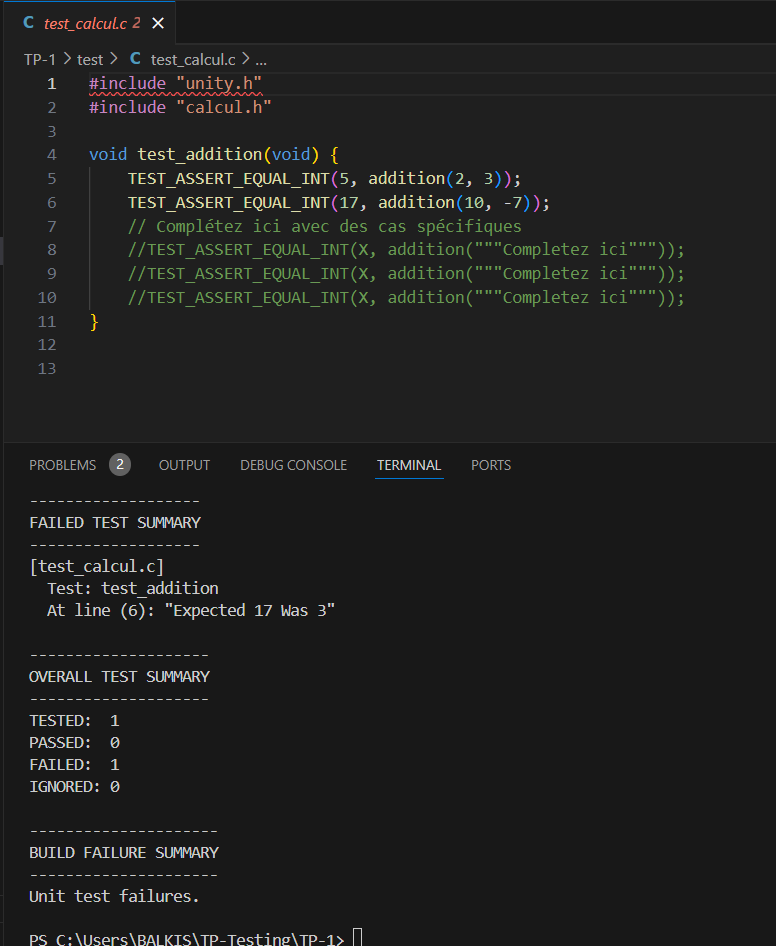 C test_calcul.c 2 ×
TP-1 > test > C test_calcul.c > ...
1 #include "unity.h"
2 #include "calcul.h"
3
4 void test_addition(void) {
5 TEST_ASSERT_EQUAL_INT(5, addition(2, 3));
6 TEST_ASSERT_EQUAL_INT(17, addition(10, -7));
7 // Complétez ici avec des cas spécifiques
8 //TEST_ASSERT_EQUAL_INT(X, addition("""Completez ici"""));
9 //TEST_ASSERT_EQUAL_INT(X, addition("""Completez ici"""));
10 //TEST_ASSERT_EQUAL_INT(X, addition("""Completez ici"""));
11 }
12
13
PROBLEMS 2 OUTPUT DEBUG CONSOLE TERMINAL PORTS
-------------------
FAILED TEST SUMMARY
-------------------
[test_calcul.c]
Test: test_addition
At line (6): "Expected 17 Was 3"
--------------------
OVERALL TEST SUMMARY
--------------------
TESTED: 1
PASSED: 0
FAILED: 1
IGNORED: 0
---------------------
BUILD FAILURE SUMMARY
---------------------
Unit test failures.
PS C:\Users\BALKIS\TP-Testing\TP-1>